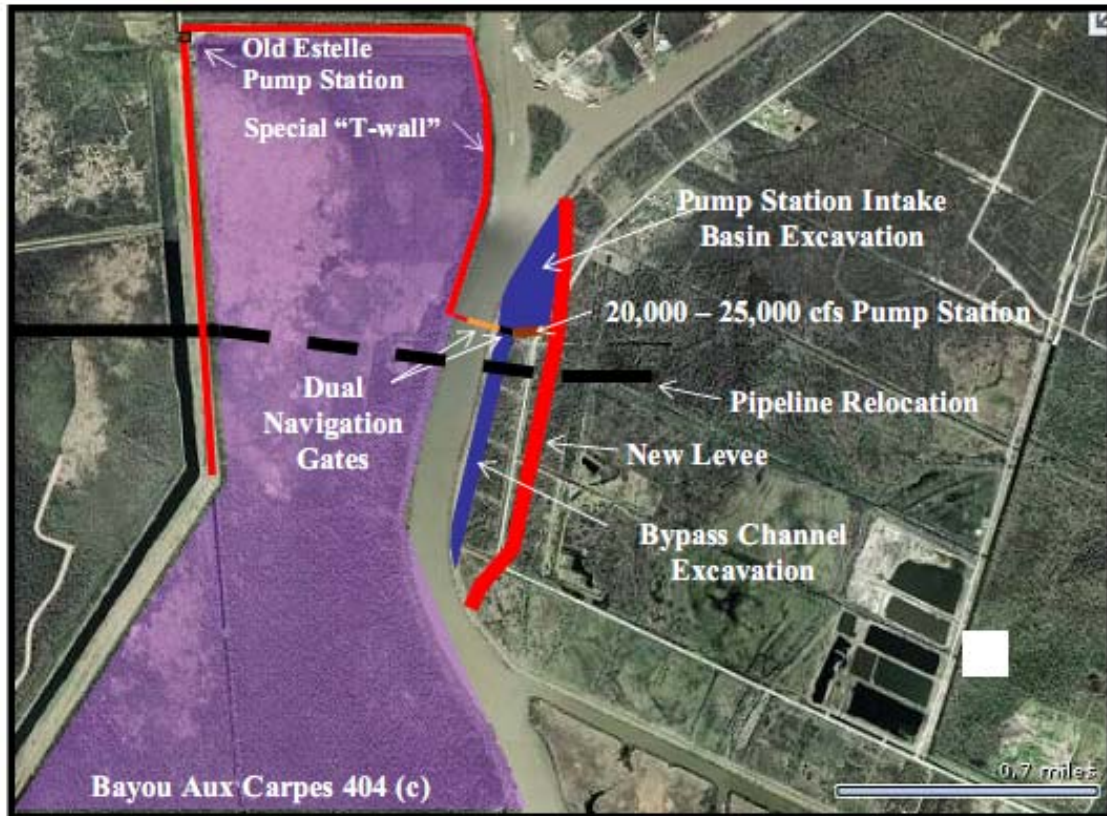 Old Estelle
Pump Station
Special “T-wall”
Pump Station Intake
Basin Excavation
20,000 – 25,000 cfs Pump Station
Dual
Navigation
Gates
Pipeline Relocation
New Levee
Bypass Channel
Excavation
Bayou Aux Carpes 404 (c)
0.7 miles